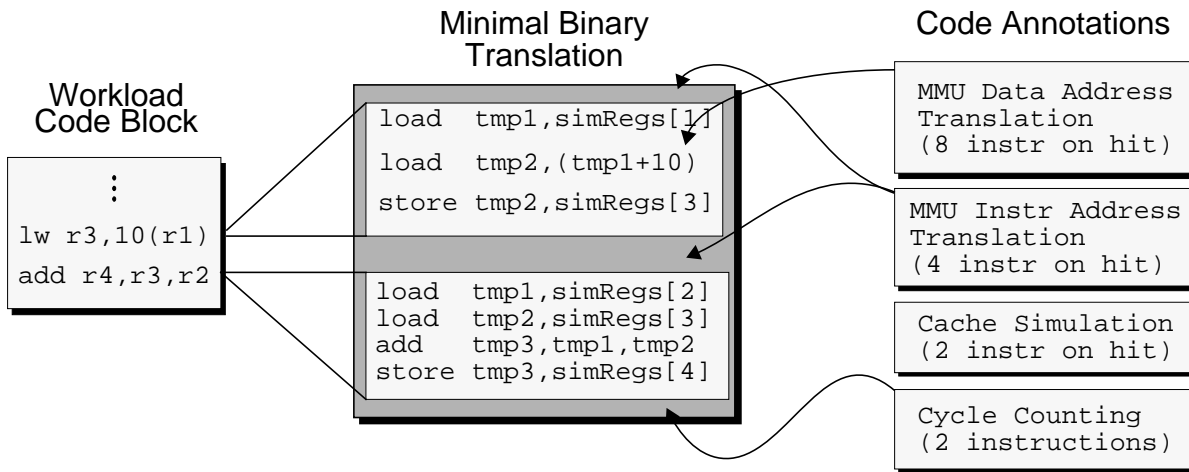 Workload
Code Block
⋮
lw r3,10(r1)
add r4,r3,r2
Minimal Binary
Translation
load tmp1,simRegs[1]
load tmp2,(tmp1+10)
store tmp2,simRegs[3]
load tmp1,simRegs[2]
load tmp2,simRegs[3]
add tmp3,tmp1,tmp2
store tmp3,simRegs[4]
Code Annotations
MMU Data Address
Translation
(8 instr on hit)
MMU Instr Address
Translation
(4 instr on hit)
Cache Simulation
(2 instr on hit)
Cycle Counting
(2 instructions)